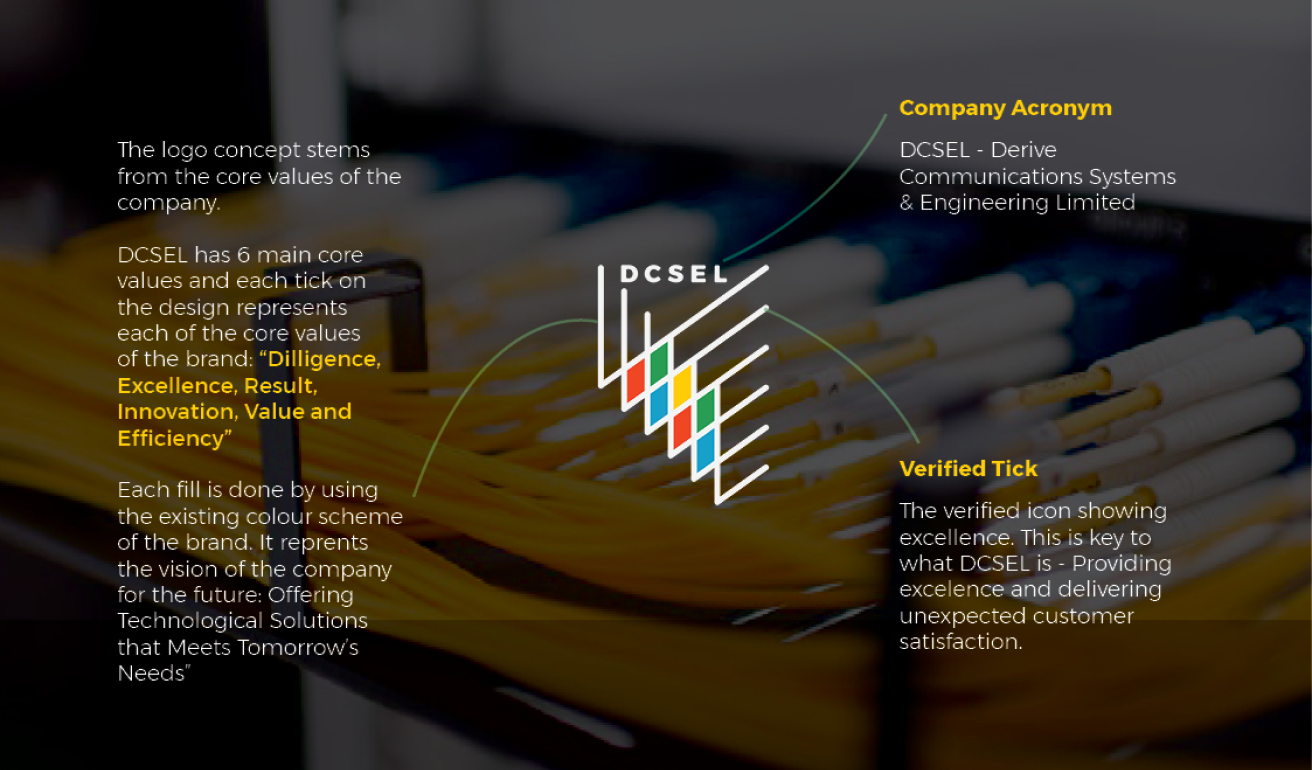 The logo concept stems
from the core values of the
company.
DCSEL has 6 main core
values and each tick on
the design represents
each of the core values
of the brand: “Dilligence,
Excellence, Result,
Innovation, Value and
Efficiency”
Each fill is done by using
the existing colour scheme
of the brand. It reprents
the vision of the company
for the future: Offering
Technological Solutions
that Meets Tomorrow’s
Needs”
DCSEL
Company Acronym
DCSEL - Derive
Communications Systems
& Engineering Limited
Verified Tick
The verified icon showing
excellence. This is key to
what DCSEL is - Providing
excelence and delivering
unexpected customer
satisfaction.